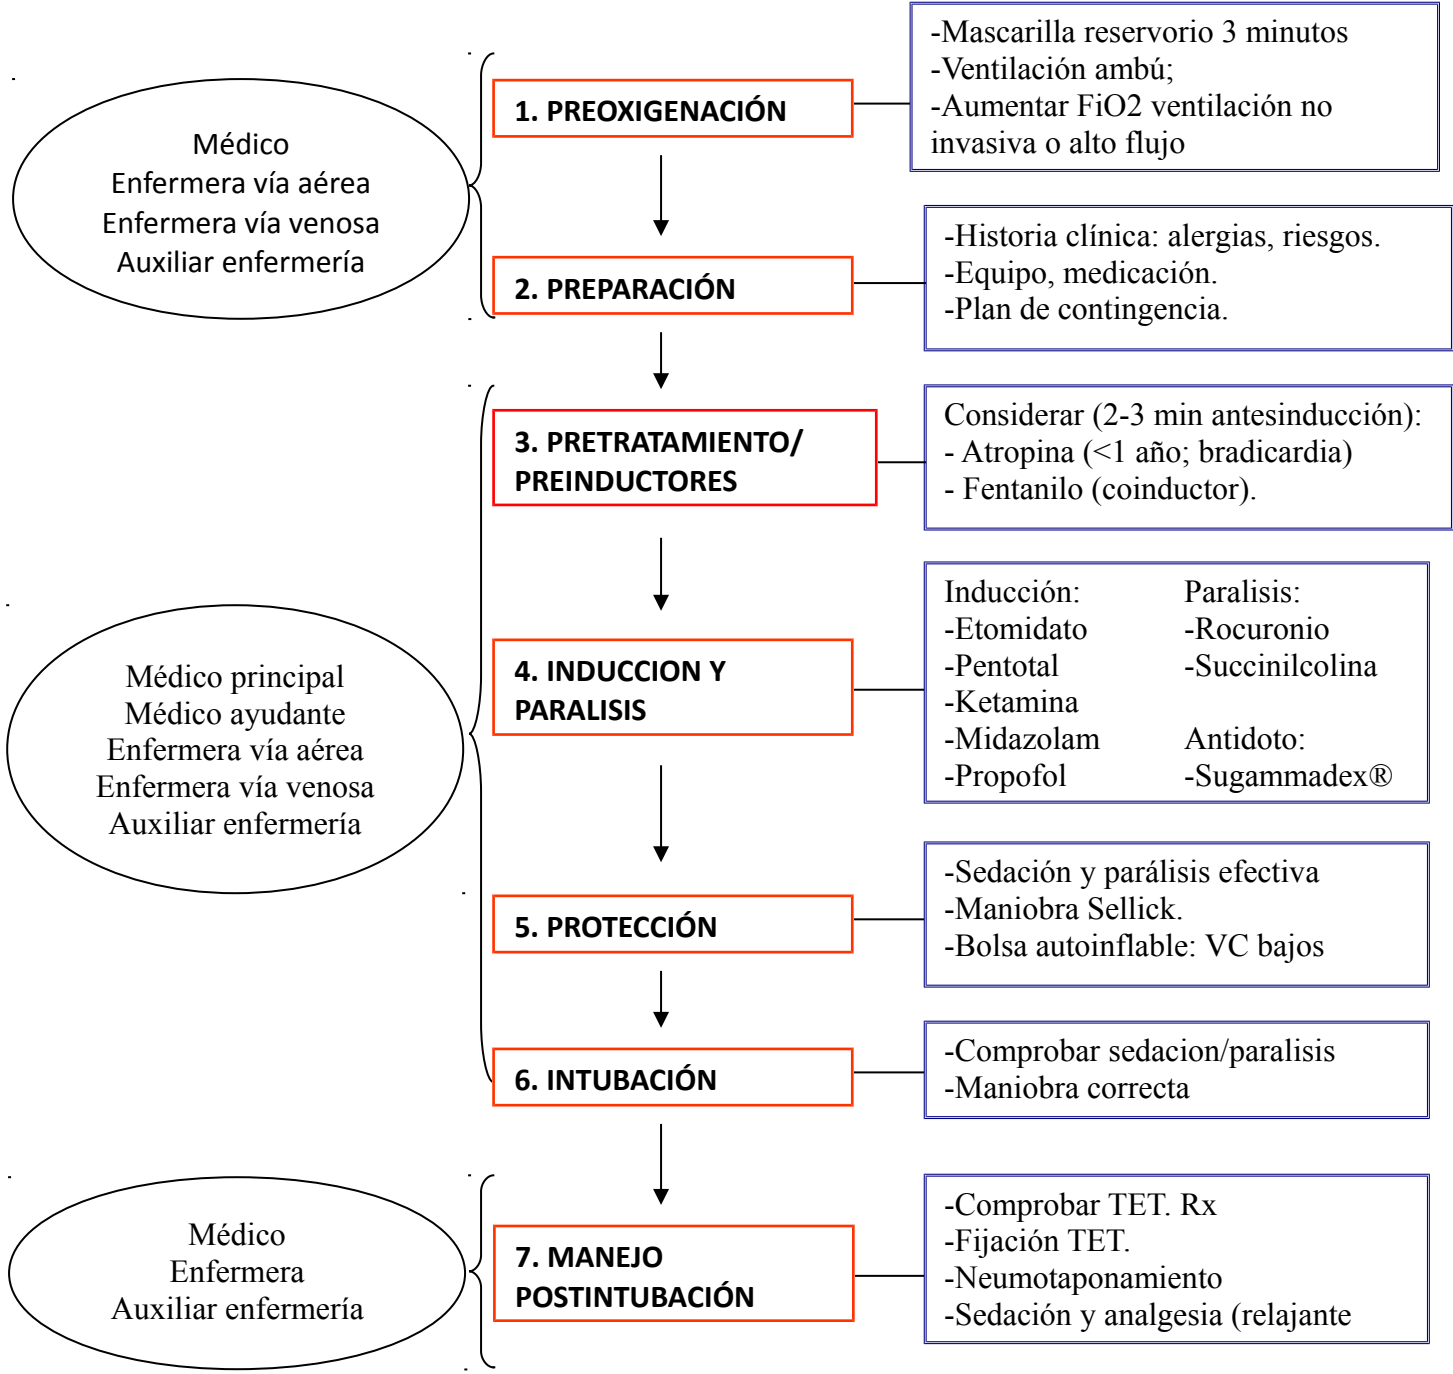 Médico
Enfermera vía aérea
Enfermera vía venosa
Auxiliar enfermería
1. PREOXIGENACIÓN
-Mascarilla reservorio 3 minutos
-Ventilación ambú;
-Aumentar FiO2 ventilación no
invasiva o alto flujo
2. PREPARACIÓN
-Historia clínica: alergias, riesgos.
-Equipo, medicación.
-Plan de contingencia.
Médico principal
Médico ayudante
Enfermera vía aérea
Enfermera vía venosa
Auxiliar enfermería
3. PRETRATAMIENTO/
PREINDUCTORES
Considerar (2-3 min antesinducción):
- Atropina (<1 año; bradicardia)
- Fentanilo (coinductor).
4. INDUCCION Y
PARALISIS
Inducción:
-Etomidato
-Pentotal
-Ketamina
-Midazolam
-Propofol
Paralisis:
-Rocuronio
-Succinilcolina
Antidoto:
-Sugammadex®
5. PROTECCIÓN
-Sedación y parálisis efectiva
-Maniobra Sellick.
-Bolsa autoinflable: VC bajos
6. INTUBACIÓN
-Comprobar sedacion/paralisis
-Maniobra correcta
Médico
Enfermera
Auxiliar enfermería
7. MANEJO
POSTINTUBACIÓN
-Comprobar TET. Rx
-Fijación TET.
-Neumotaponamiento
-Sedación y analgesia (relajante